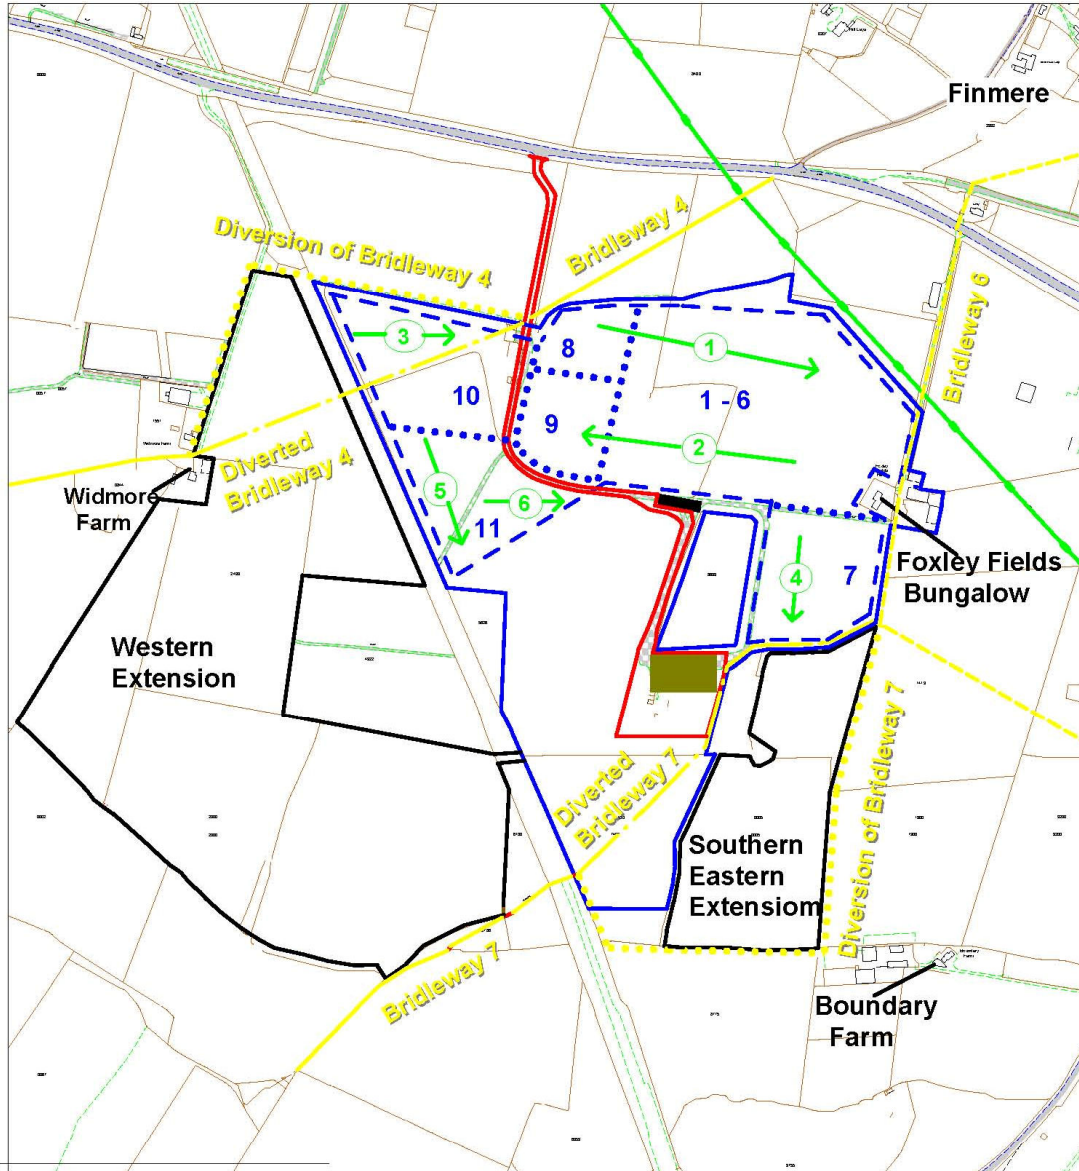 Finmere
Diversion of Bridleway 4
Bridleway 4
Bridleway 6
3
8
1
10
1 - 6
9
2
Diverted
Bridleway 4
Widmore
Farm
5
6
11
4
7
Foxley Fields
Bungalow
Western
Extension
Diversion of Bridleway 7
Diverted
Bridleway 7
Southern
Eastern
Extensiom
Bridleway 7
Boundary
Farm